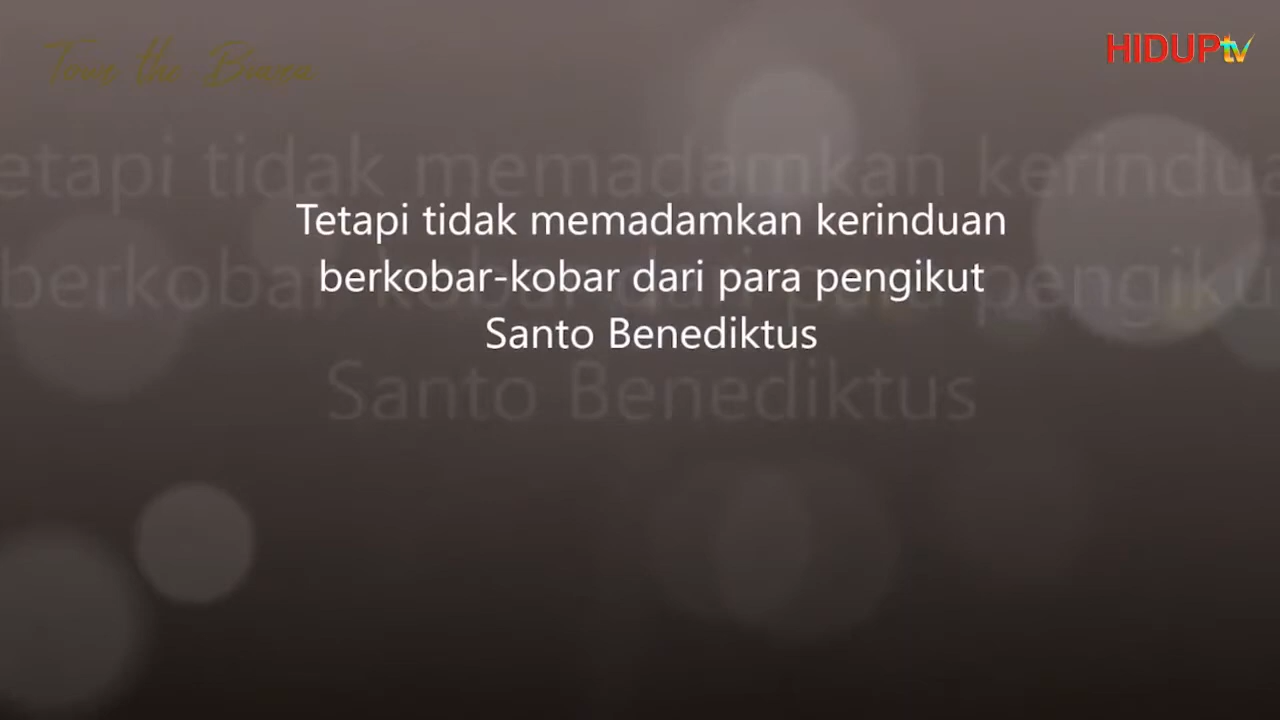 HIDUPtv
Tetapi tidak memadamkan kerinduan
berkobar-kobar dari para pengikut
Santo Benediktus